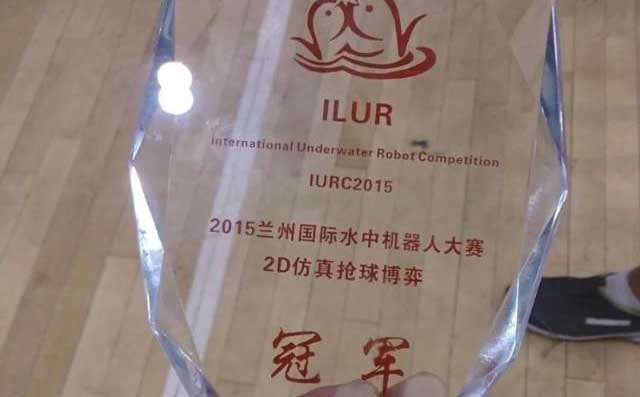 ILUR
International Underwater Robot Competition
IURC2015
2015兰州国际水中机器人大赛
2D仿真抢球博弈
冠军